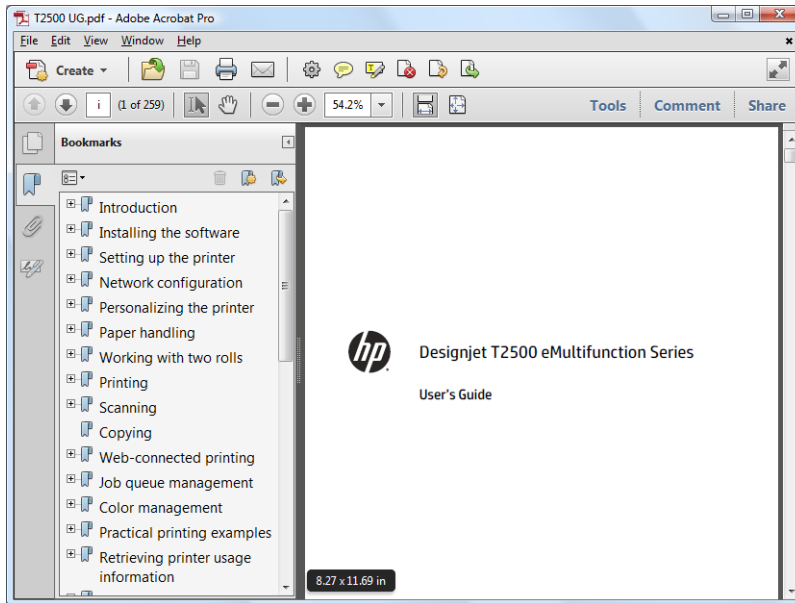 T2500 UG.pdf - Adobe Acrobat Pro
File Edit View Window Help
Create
i (1 of 259) 54.2% Tools Comment Share
Bookmarks
Introduction
Installing the software
Setting up the printer
Network configuration
Personalizing the printer
Paper handling
Working with two rolls
Printing
Scanning
Copying
Web-connected printing
Job queue management
Color management
Practical printing examples
Retrieving printer usage
information
hp
Designjet T2500 eMultifunction Series
User's Guide
8.27 x 11.69 in